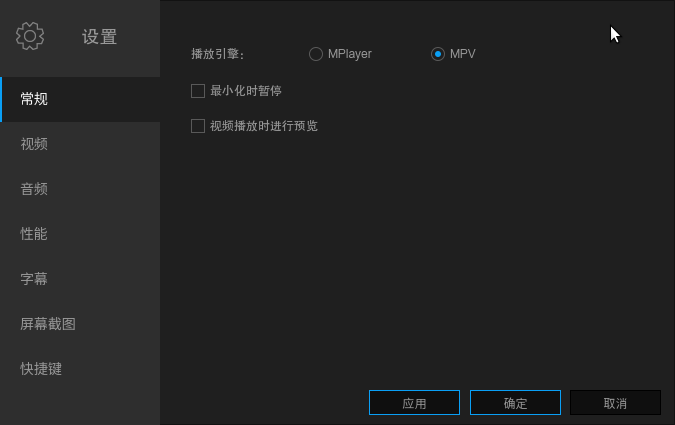 设置
常规
视频
音频
性能
字幕
屏幕截图
快捷键
播放引擎： MPlayer MPV
最小化时暂停
视频播放时进行预览
应用 确定 取消